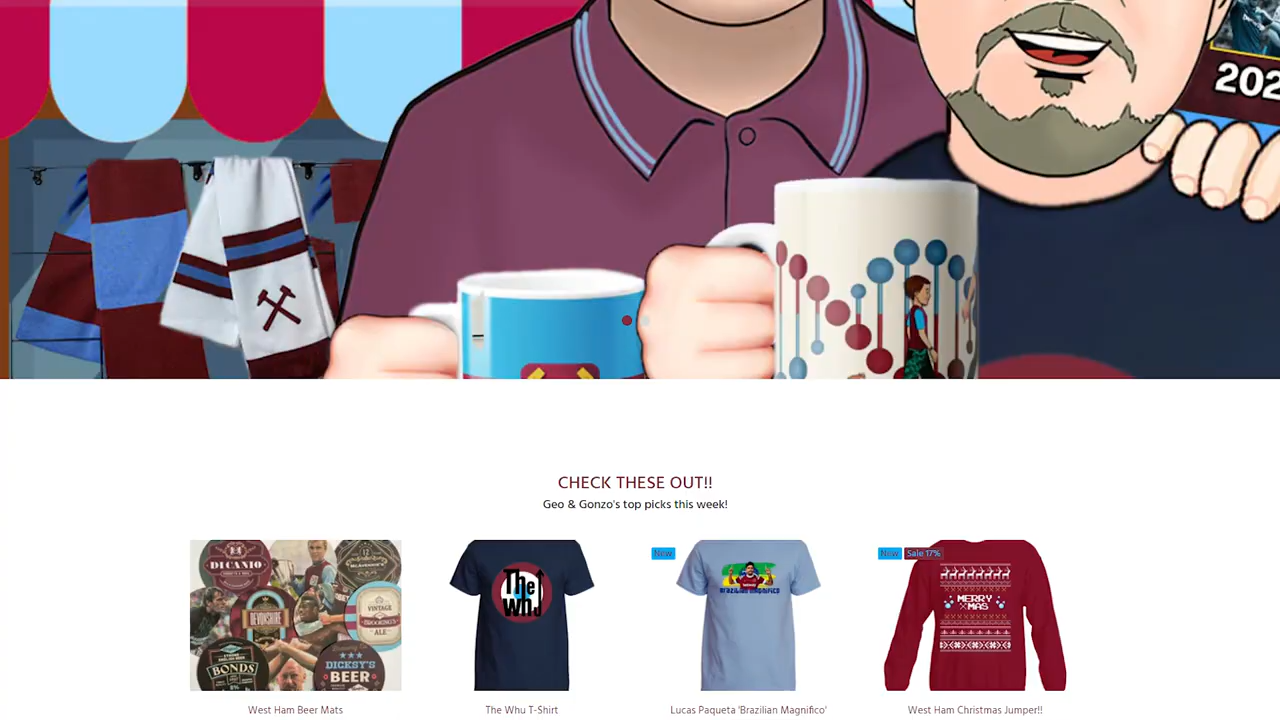 202
CHECK THESE OUT!!
Geo & Gonzo's top picks this week!
New
New
Sale 17%
DICANIO
DEVONSHIRE
VINTAGE
BROOKING'S
ALE
BONDS
DICKSY'S
BEER
The
WHU
Brazilian Magnifico
MERRY
XMAS
West Ham Beer Mats
The Whu T-Shirt
Lucas Paqueta 'Brazilian Magnifico'
West Ham Christmas Jumper!!